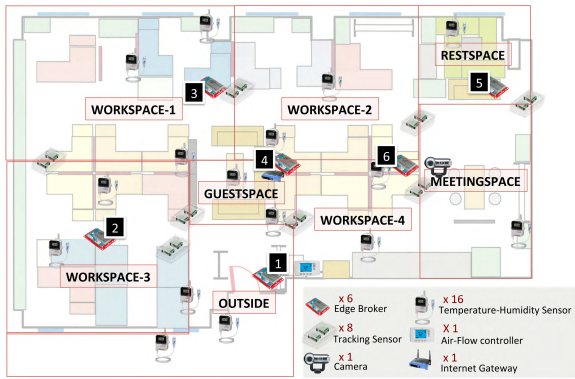 RESTSPACE
5
3
WORKSPACE-1
WORKSPACE-2
4
6
GUESTSPACE
MEETINGSPACE
2
WORKSPACE-4
1
WORKSPACE-3
OUTSIDE
x 6
Edge Broker
x 16
Temperature-Humidity Sensor
x 8
Tracking Sensor
X 1
Air-Flow controller
x 1
Camera
x 1
Internet Gateway